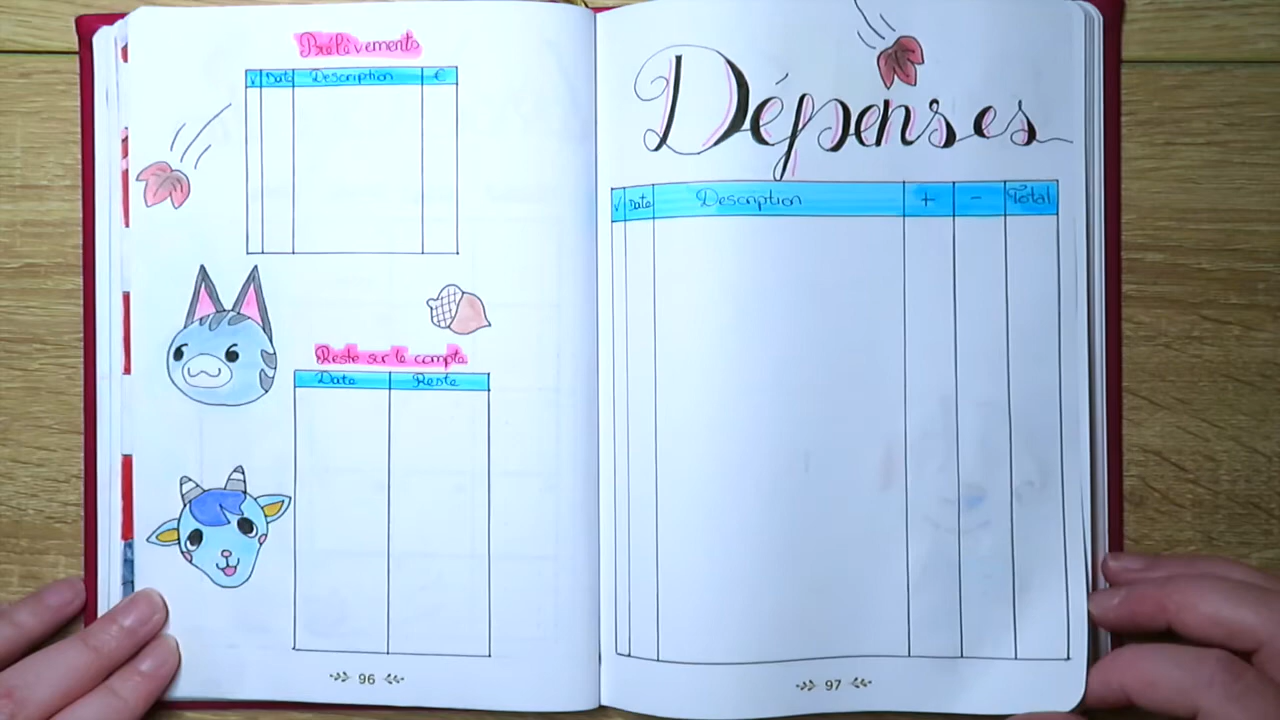 Prélèvements
√ Date Description €
Reste sur le compte
Date Reste
96
Dépenses
√ Date Description + - Total
97